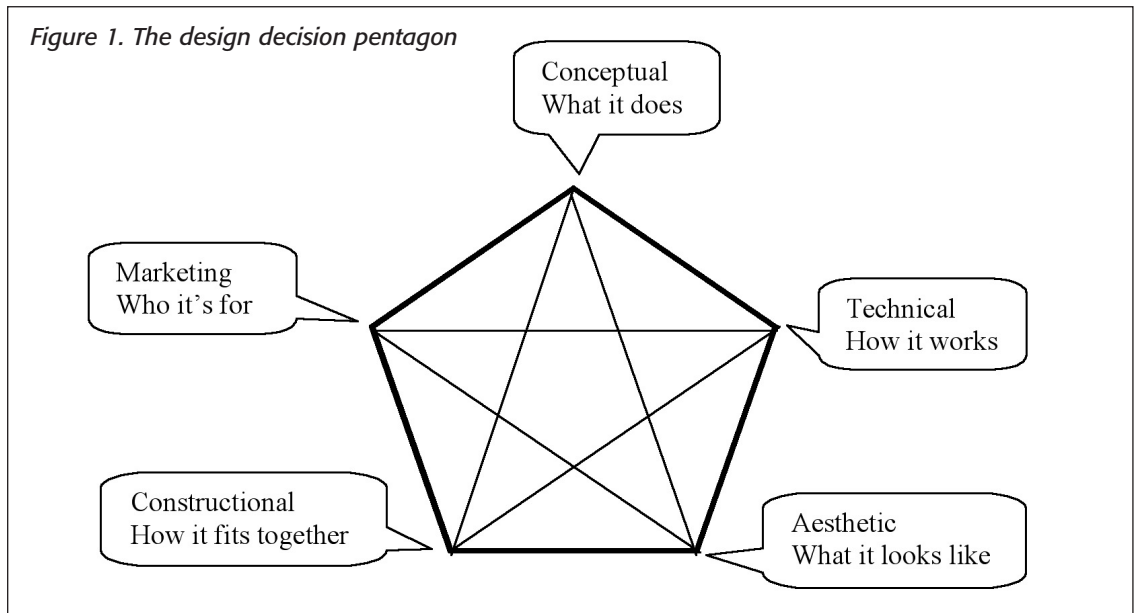 Figure 1. The design decision pentagon
Conceptual
What it does
Marketing
Who it’s for
Technical
How it works
Constructional
How it fits together
Aesthetic
What it looks like